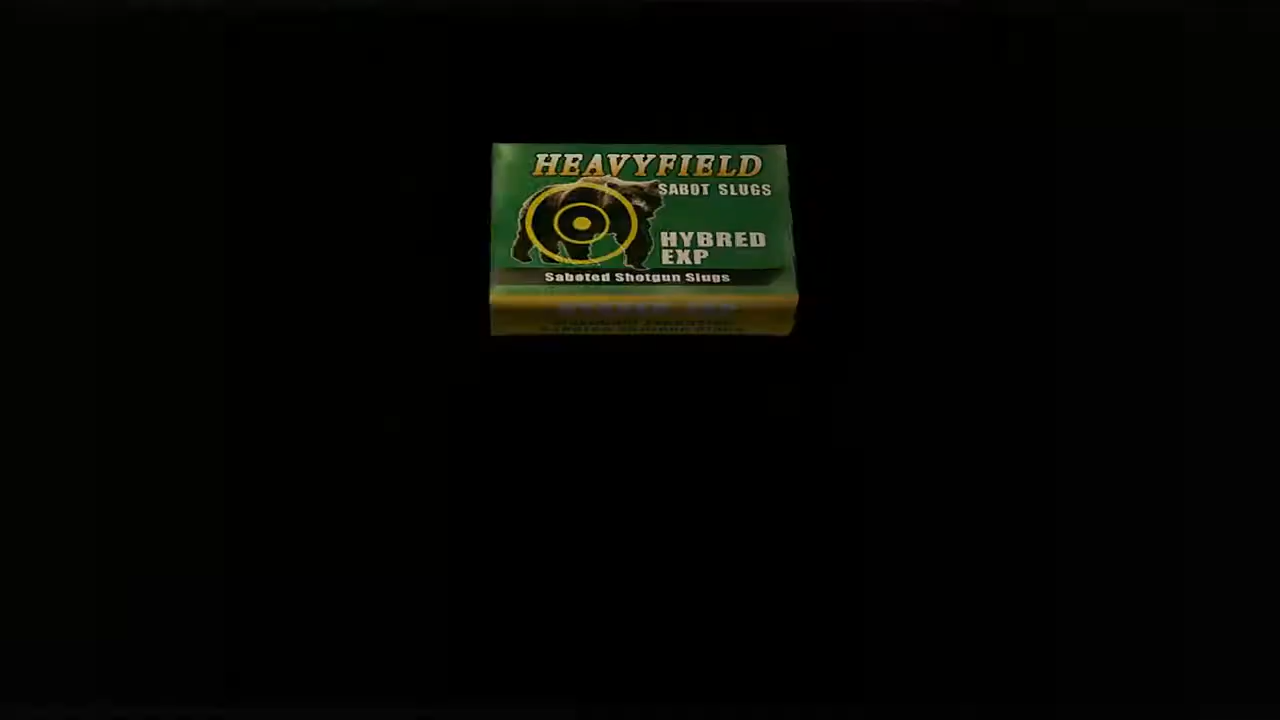 HEAVYFIELD
SABOT SLUGS
HYBRED
EXP
Saboted Shotgun Slugs